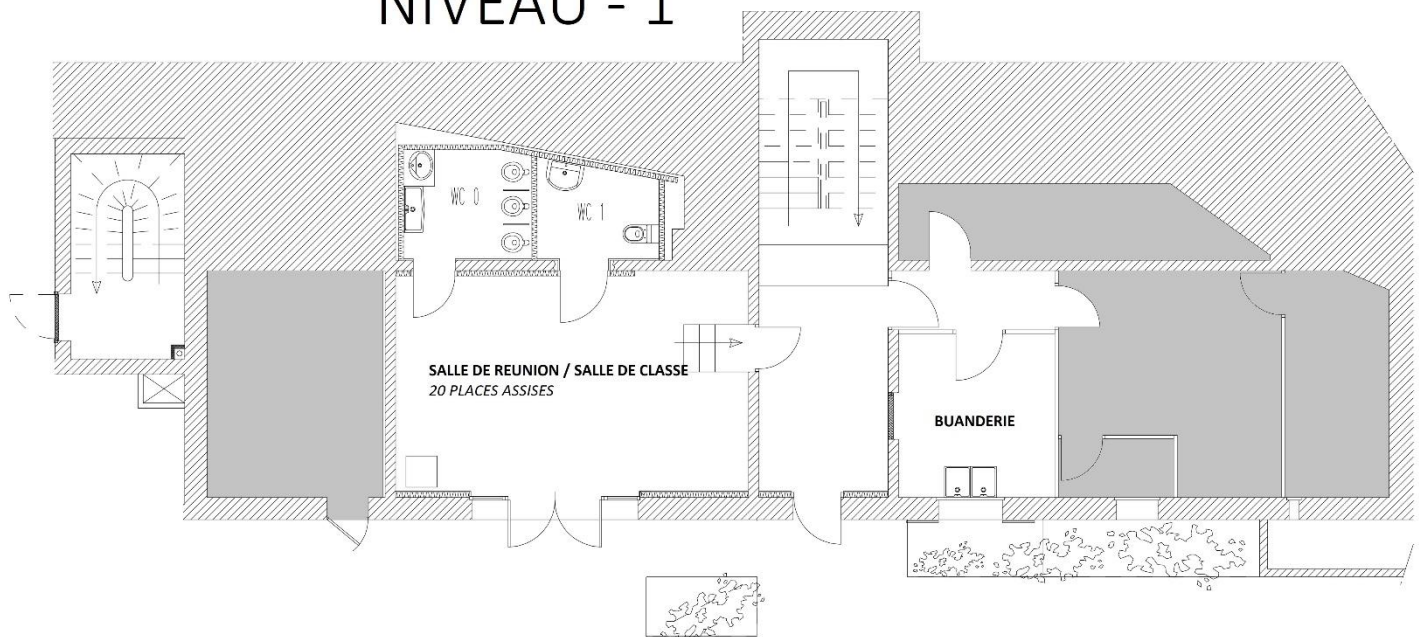 NIVEAU - 1
WC 0
WC 1
SALLE DE REUNION / SALLE DE CLASSE
20 PLACES ASSISES
BUANDERIE